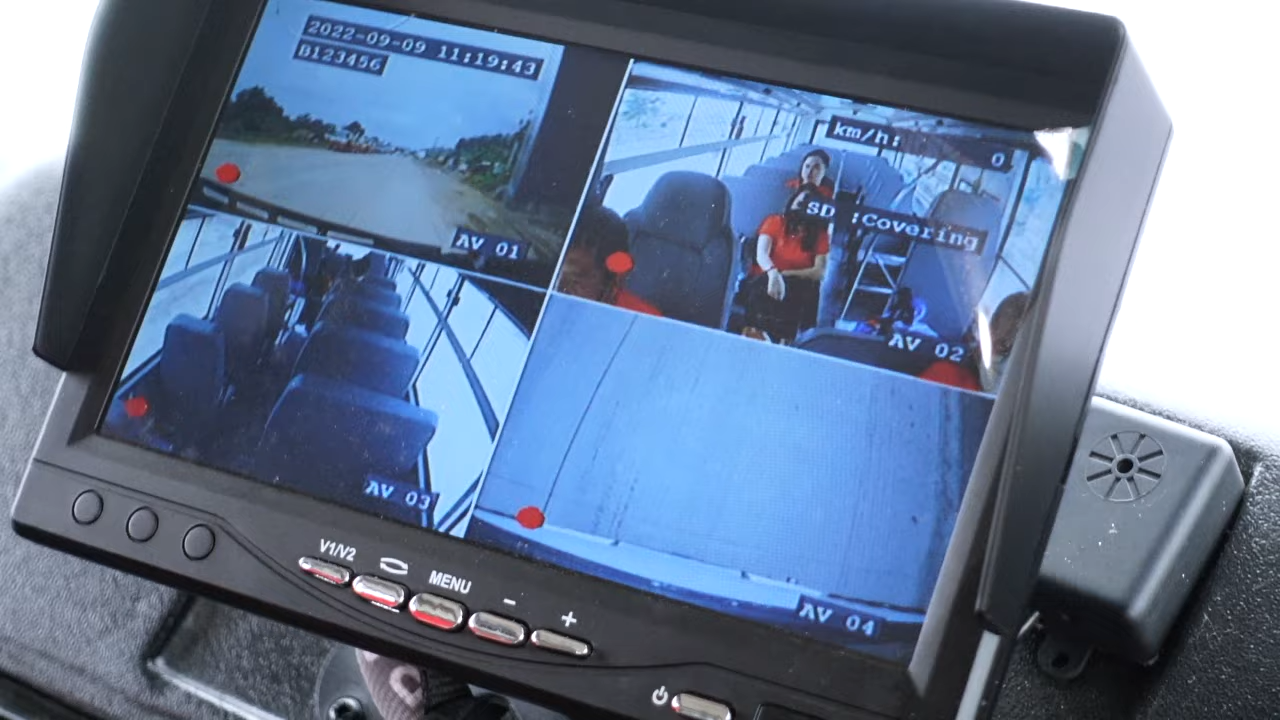 2022-09-09 11:19:43
B123456
km/h: 0
:Covering
AV 01
AV 02
AV 03
AV 04
V1/V2
MENU
- +